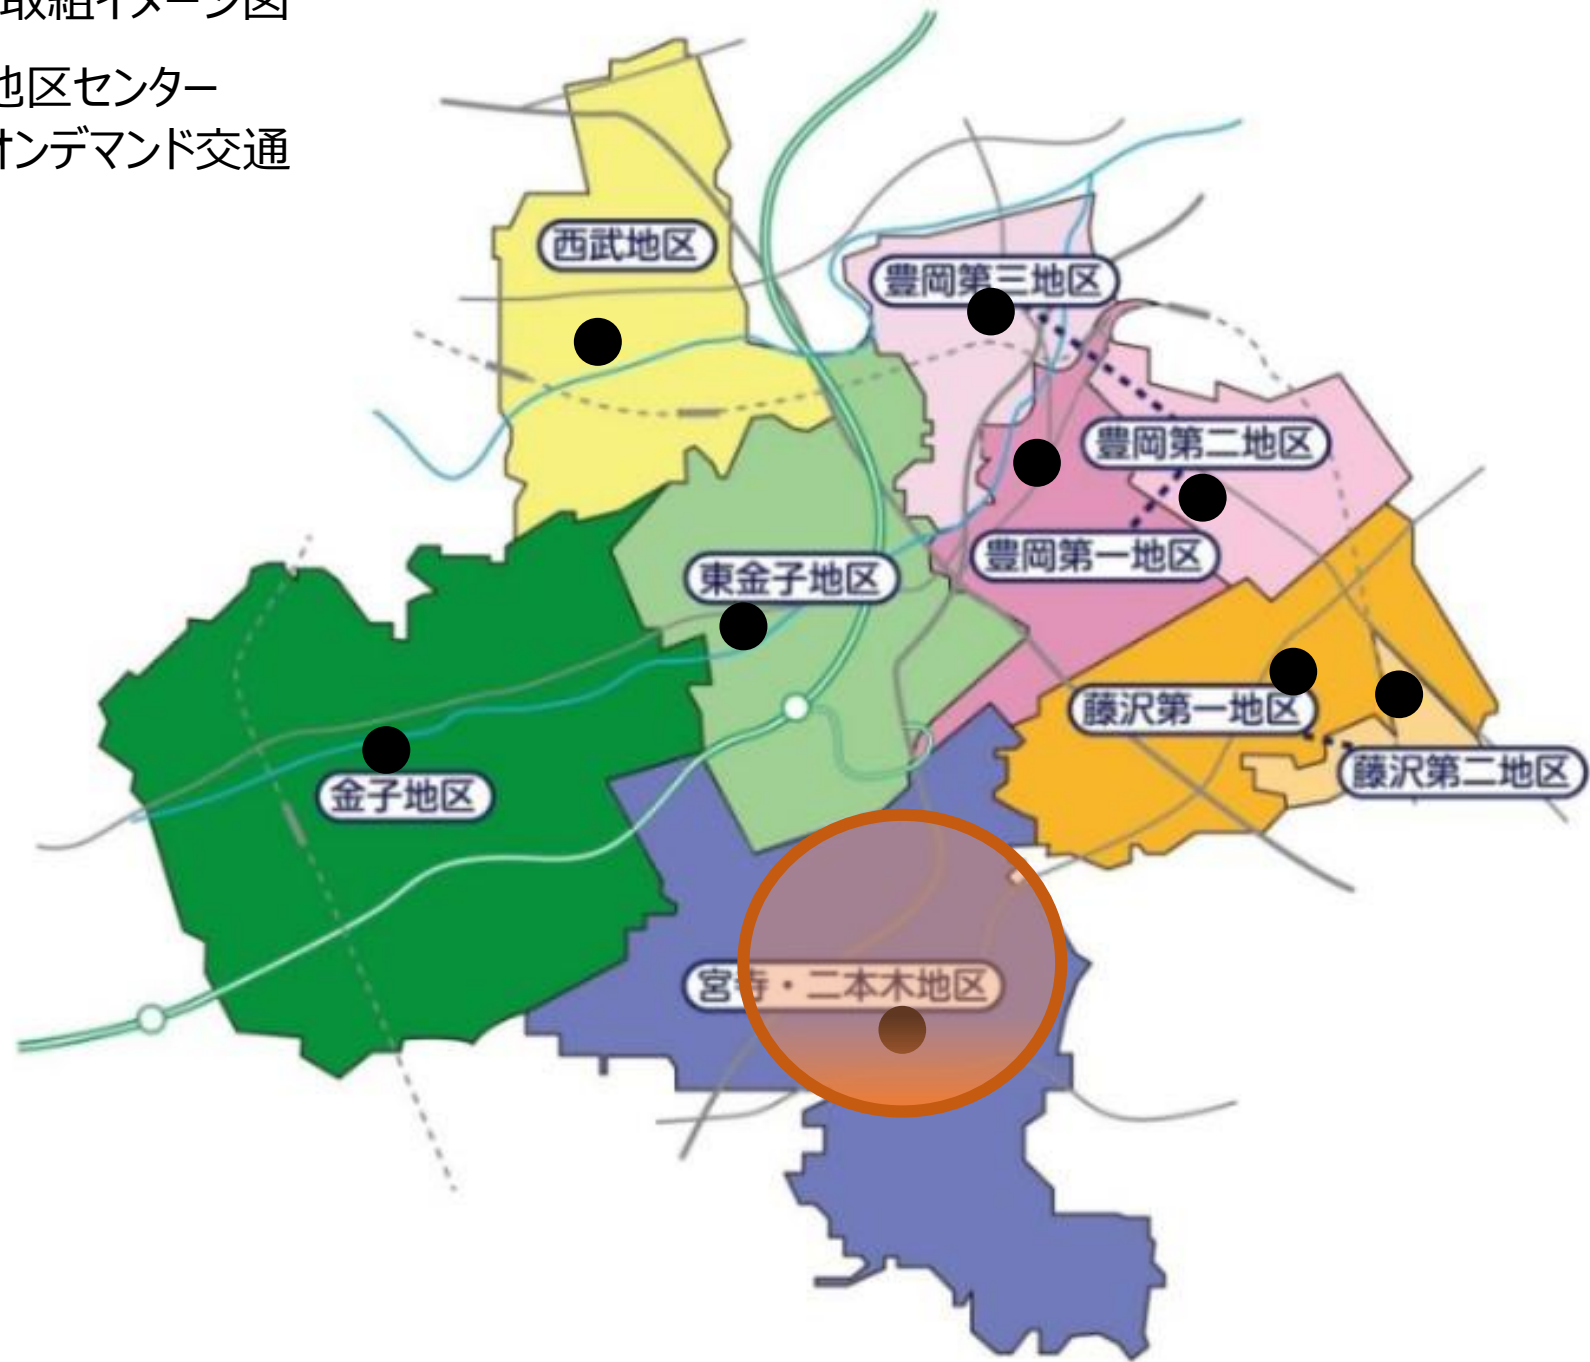 取組イメージ図
地区センター
オンデマンド交通
西武地区
豊岡第三地区
豊岡第二地区
豊岡第一地区
東金子地区
藤沢第一地区
藤沢第二地区
金子地区
宮寺・二本木地区